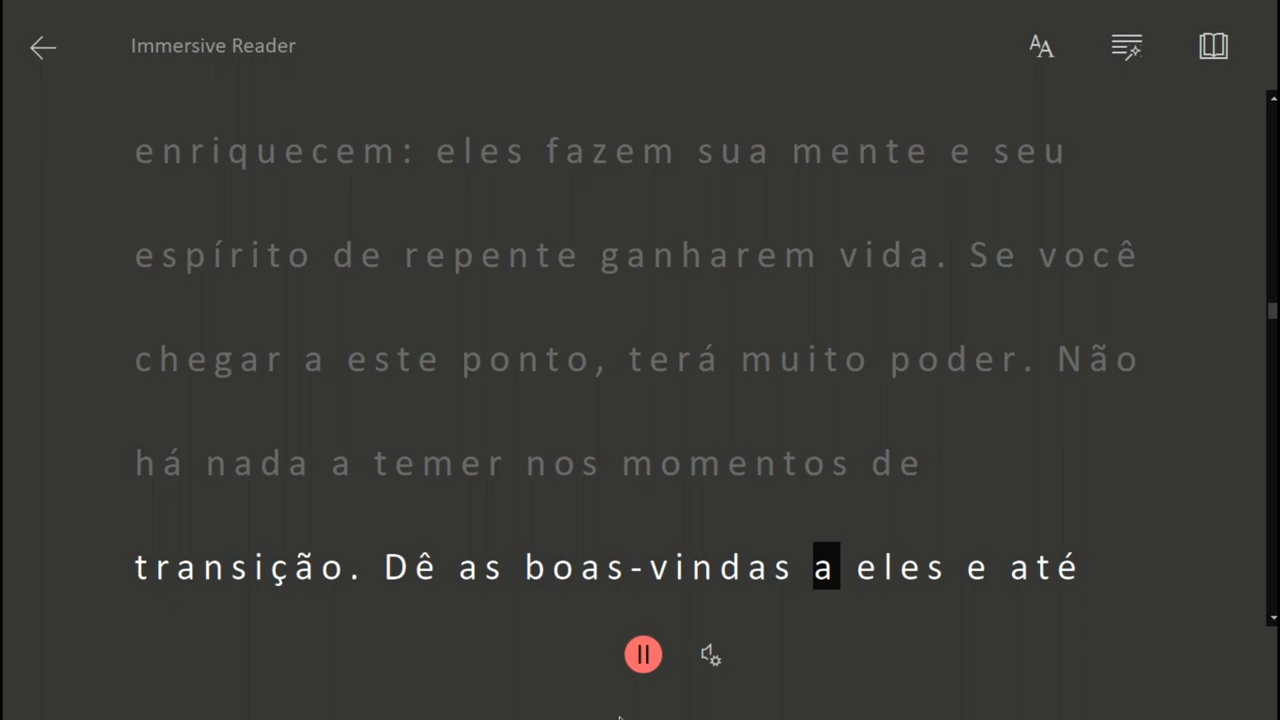 Immersive Reader
enriquecem: eles fazem sua mente e seu
espírito de repente ganharem vida. Se você
chegar a este ponto, terá muito poder. Não
há nada a temer nos momentos de
transição. Dê as boas-vindas a eles e até